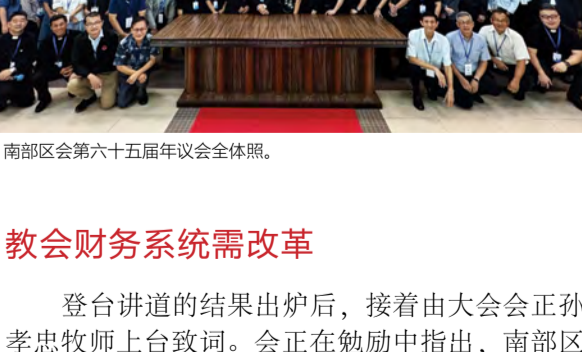 南部区会第六十五届年议会全体照。
教会财务系统需改革
登台讲道的结果出炉后，接着由大会会正孙
孝忠牧师上台致词。会正在勉励中指出，南部区